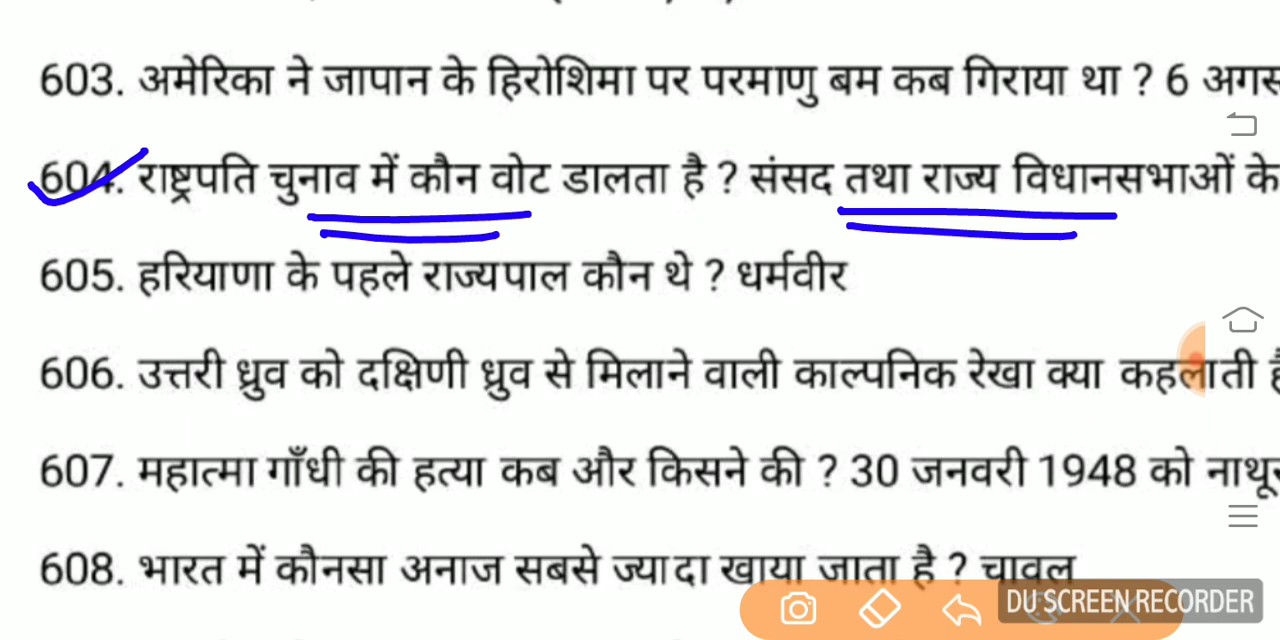 603. अमेरिका ने जापान के हिरोशिमा पर परमाणु बम कब गिराया था ? 6
604. राष्ट्रपति चुनाव में कौन वोट डालता है ? संसद तथा राज्य विधानसभाओं के
605. हरियाणा के पहले राज्यपाल कौन थे ? धर्मवीर
606. उत्तरी ध्रुव को दक्षिणी ध्रुव से मिलाने वाली काल्पनिक रेखा क्या कहलाती
607. महात्मा गाँधी की हत्या कब और किसने की ? 30 जनवरी 1948 को
608. भारत में कौनसा अनाज सबसे ज्यादा खाया जाता है ? चावल
DU SCREEN RECORDER